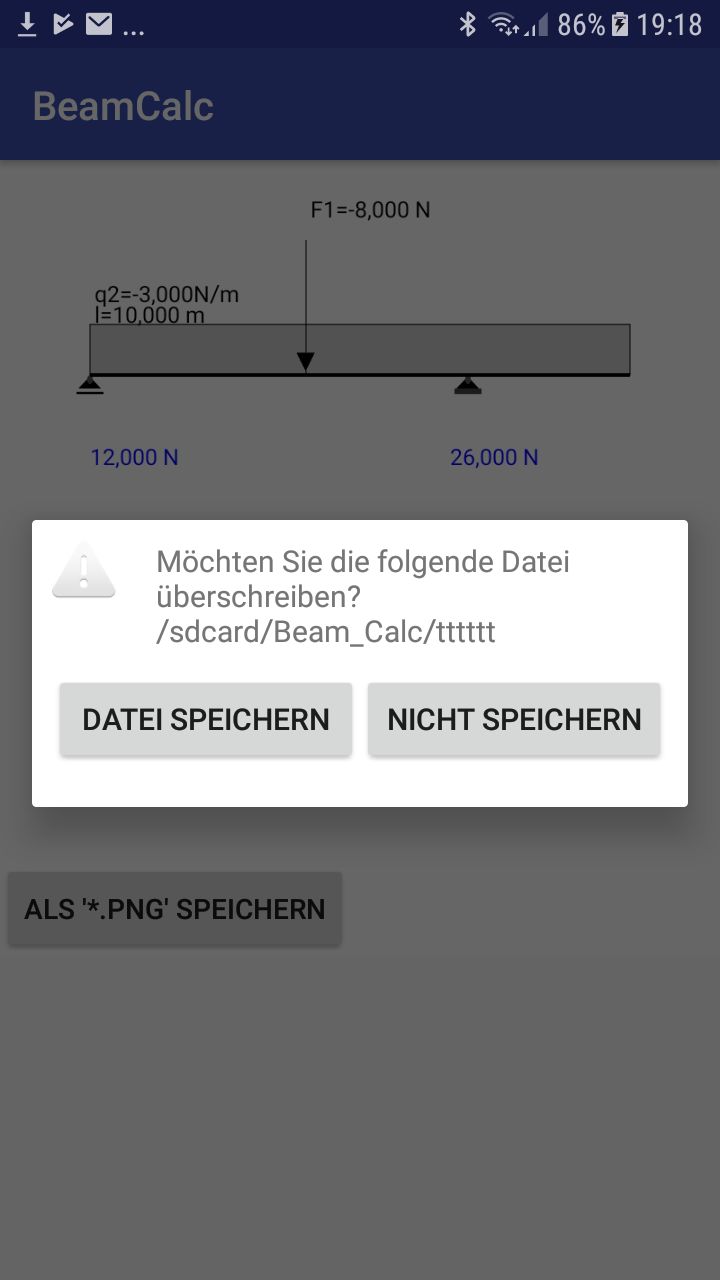 ... 86% 19:18
BeamCalc
F1=-8,000 N
q2=-3,000N/m
l=10,000 m
12,000 N 26,000 N
Möchten Sie die folgende Datei
überschreiben?
/sdcard/Beam_Calc/tttttt
DATEI SPEICHERN NICHT SPEICHERN
ALS '*.PNG' SPEICHERN